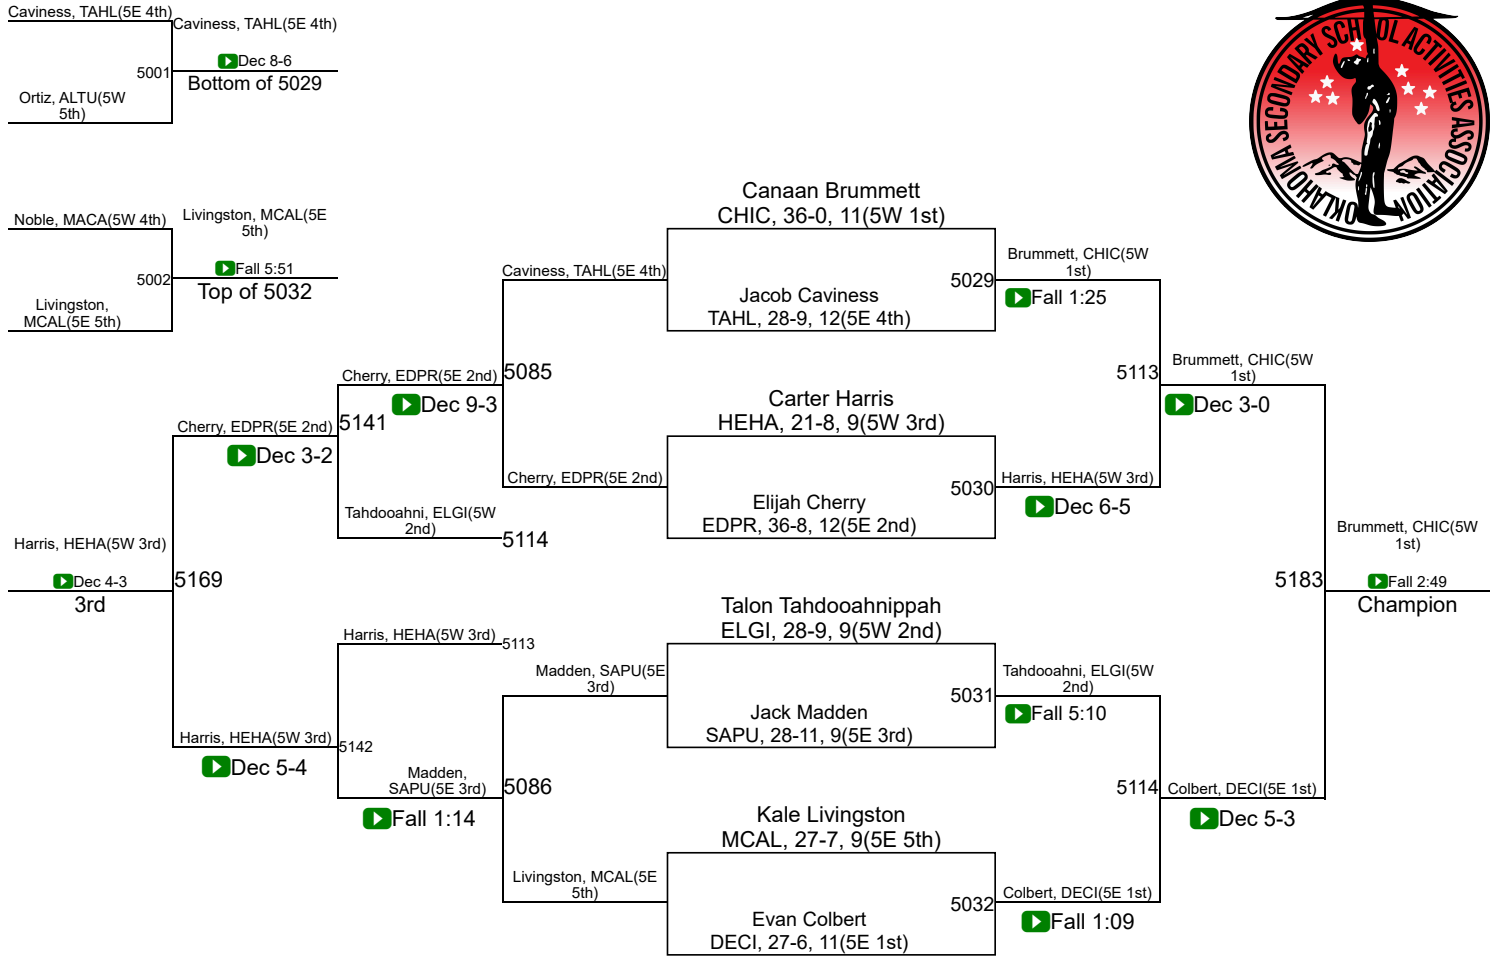 Caviness, TAHL(5E 4th)
Caviness, TAHL(5E 4th)
5001
Dec 8-6
Bottom of 5029
Ortiz, ALTU(5W
5th)
OKLAHOMA SECONDARY SCHOOL ACTIVITIES ASSOCIATION
Noble, MACA(5W 4th)
Livingston, MCAL(5E
5th)
5002
Fall 5:51
Top of 5032
Livingston,
MCAL(5E 5th)
Canaan Brummett
CHIC, 36-0, 11(5W 1st)
Caviness, TAHL(5E 4th)
5029
Jacob Caviness
TAHL, 28-9, 12(5E 4th)
Brummett, CHIC(5W
1st)
Fall 1:25
Cherry, EDPR(5E 2nd)
5085
Dec 9-3
5113
Brummett, CHIC(5W
1st)
Dec 3-0
Carter Harris
HEHA, 21-8, 9(5W 3rd)
Cherry, EDPR(5E 2nd)
5141
Dec 3-2
Cherry, EDPR(5E 2nd)
5030
Elijah Cherry
EDPR, 36-8, 12(5E 2nd)
Harris, HEHA(5W 3rd)
Dec 6-5
Tahdooahni, ELGI(5W
2nd)
5114
Harris, HEHA(5W 3rd)
Dec 4-3
3rd
5169
5183
Brummett, CHIC(5W
1st)
Fall 2:49
Champion
Talon Tahdooahnippah
ELGI, 28-9, 9(5W 2nd)
Harris, HEHA(5W 3rd)
5113
Madden, SAPU(5E
3rd)
5031
Jack Madden
SAPU, 28-11, 9(5E 3rd)
Tahdooahni, ELGI(5W
2nd)
Fall 5:10
Harris, HEHA(5W 3rd)
5142
Dec 5-4
Madden,
SAPU(5E 3rd)
5086
Fall 1:14
5114
Colbert, DECI(5E 1st)
Dec 5-3
Kale Livingston
MCAL, 27-7, 9(5E 5th)
Livingston, MCAL(5E
5th)
5032
Evan Colbert
DECI, 27-6, 11(5E 1st)
Colbert, DECI(5E 1st)
Fall 1:09